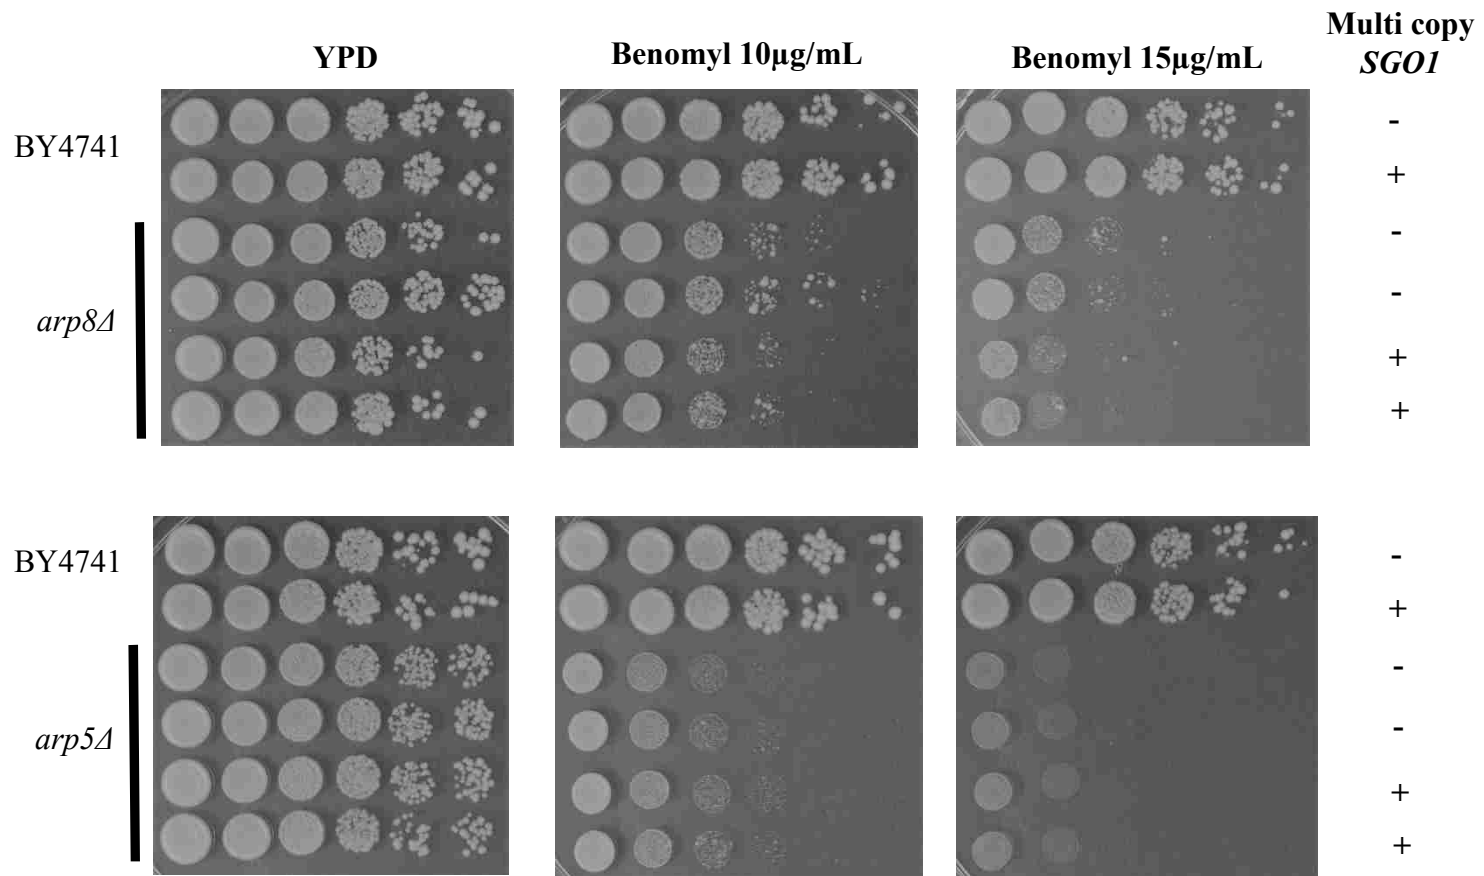 Multi copy
SGO1
YPD
Benomyl 10µg/mL
Benomyl 15µg/mL
BY4741
-
+
arp8Δ
-
-
+
+
BY4741
-
+
arp5Δ
-
-
+
+